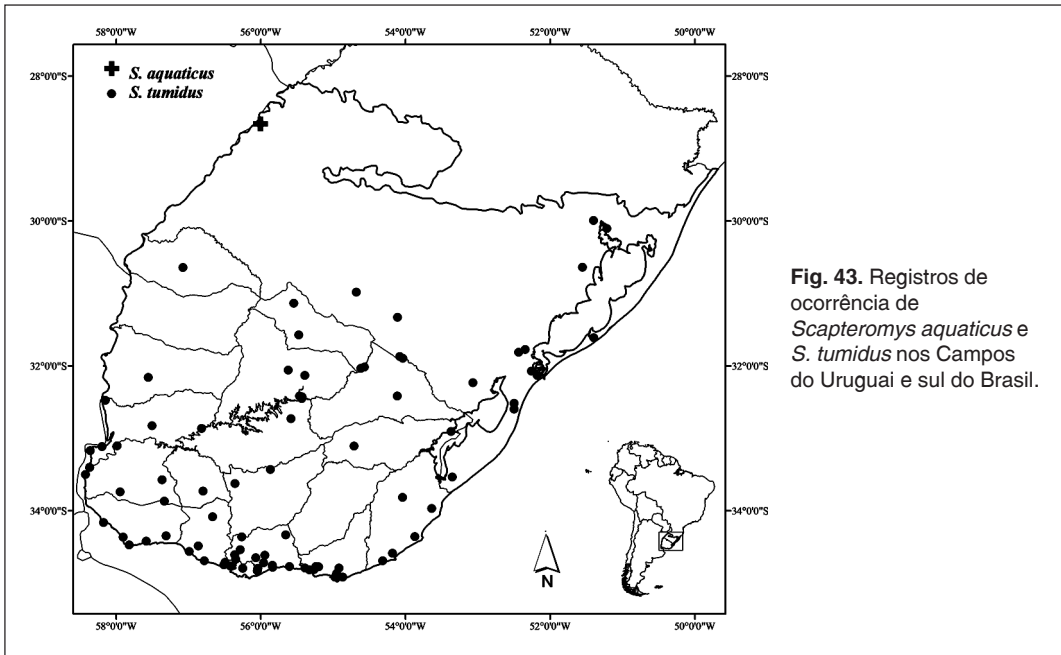 58°0'0"W 56°0'0"W 54°0'0"W 52°0'0"W 50°0'0"W
S. aquaticus
S. tumidus
28°0'0"S 28°0'0"S
30°0'0"S 30°0'0"S
32°0'0"S 32°0'0"S
34°0'0"S 34°0'0"S
N
58°0'0"W 56°0'0"W 54°0'0"W 52°0'0"W 50°0'0"W
Fig. 43. Registros de
ocorrência de
Scapteromys aquaticus e
S. tumidus nos Campos
do Uruguai e sul do Brasil.